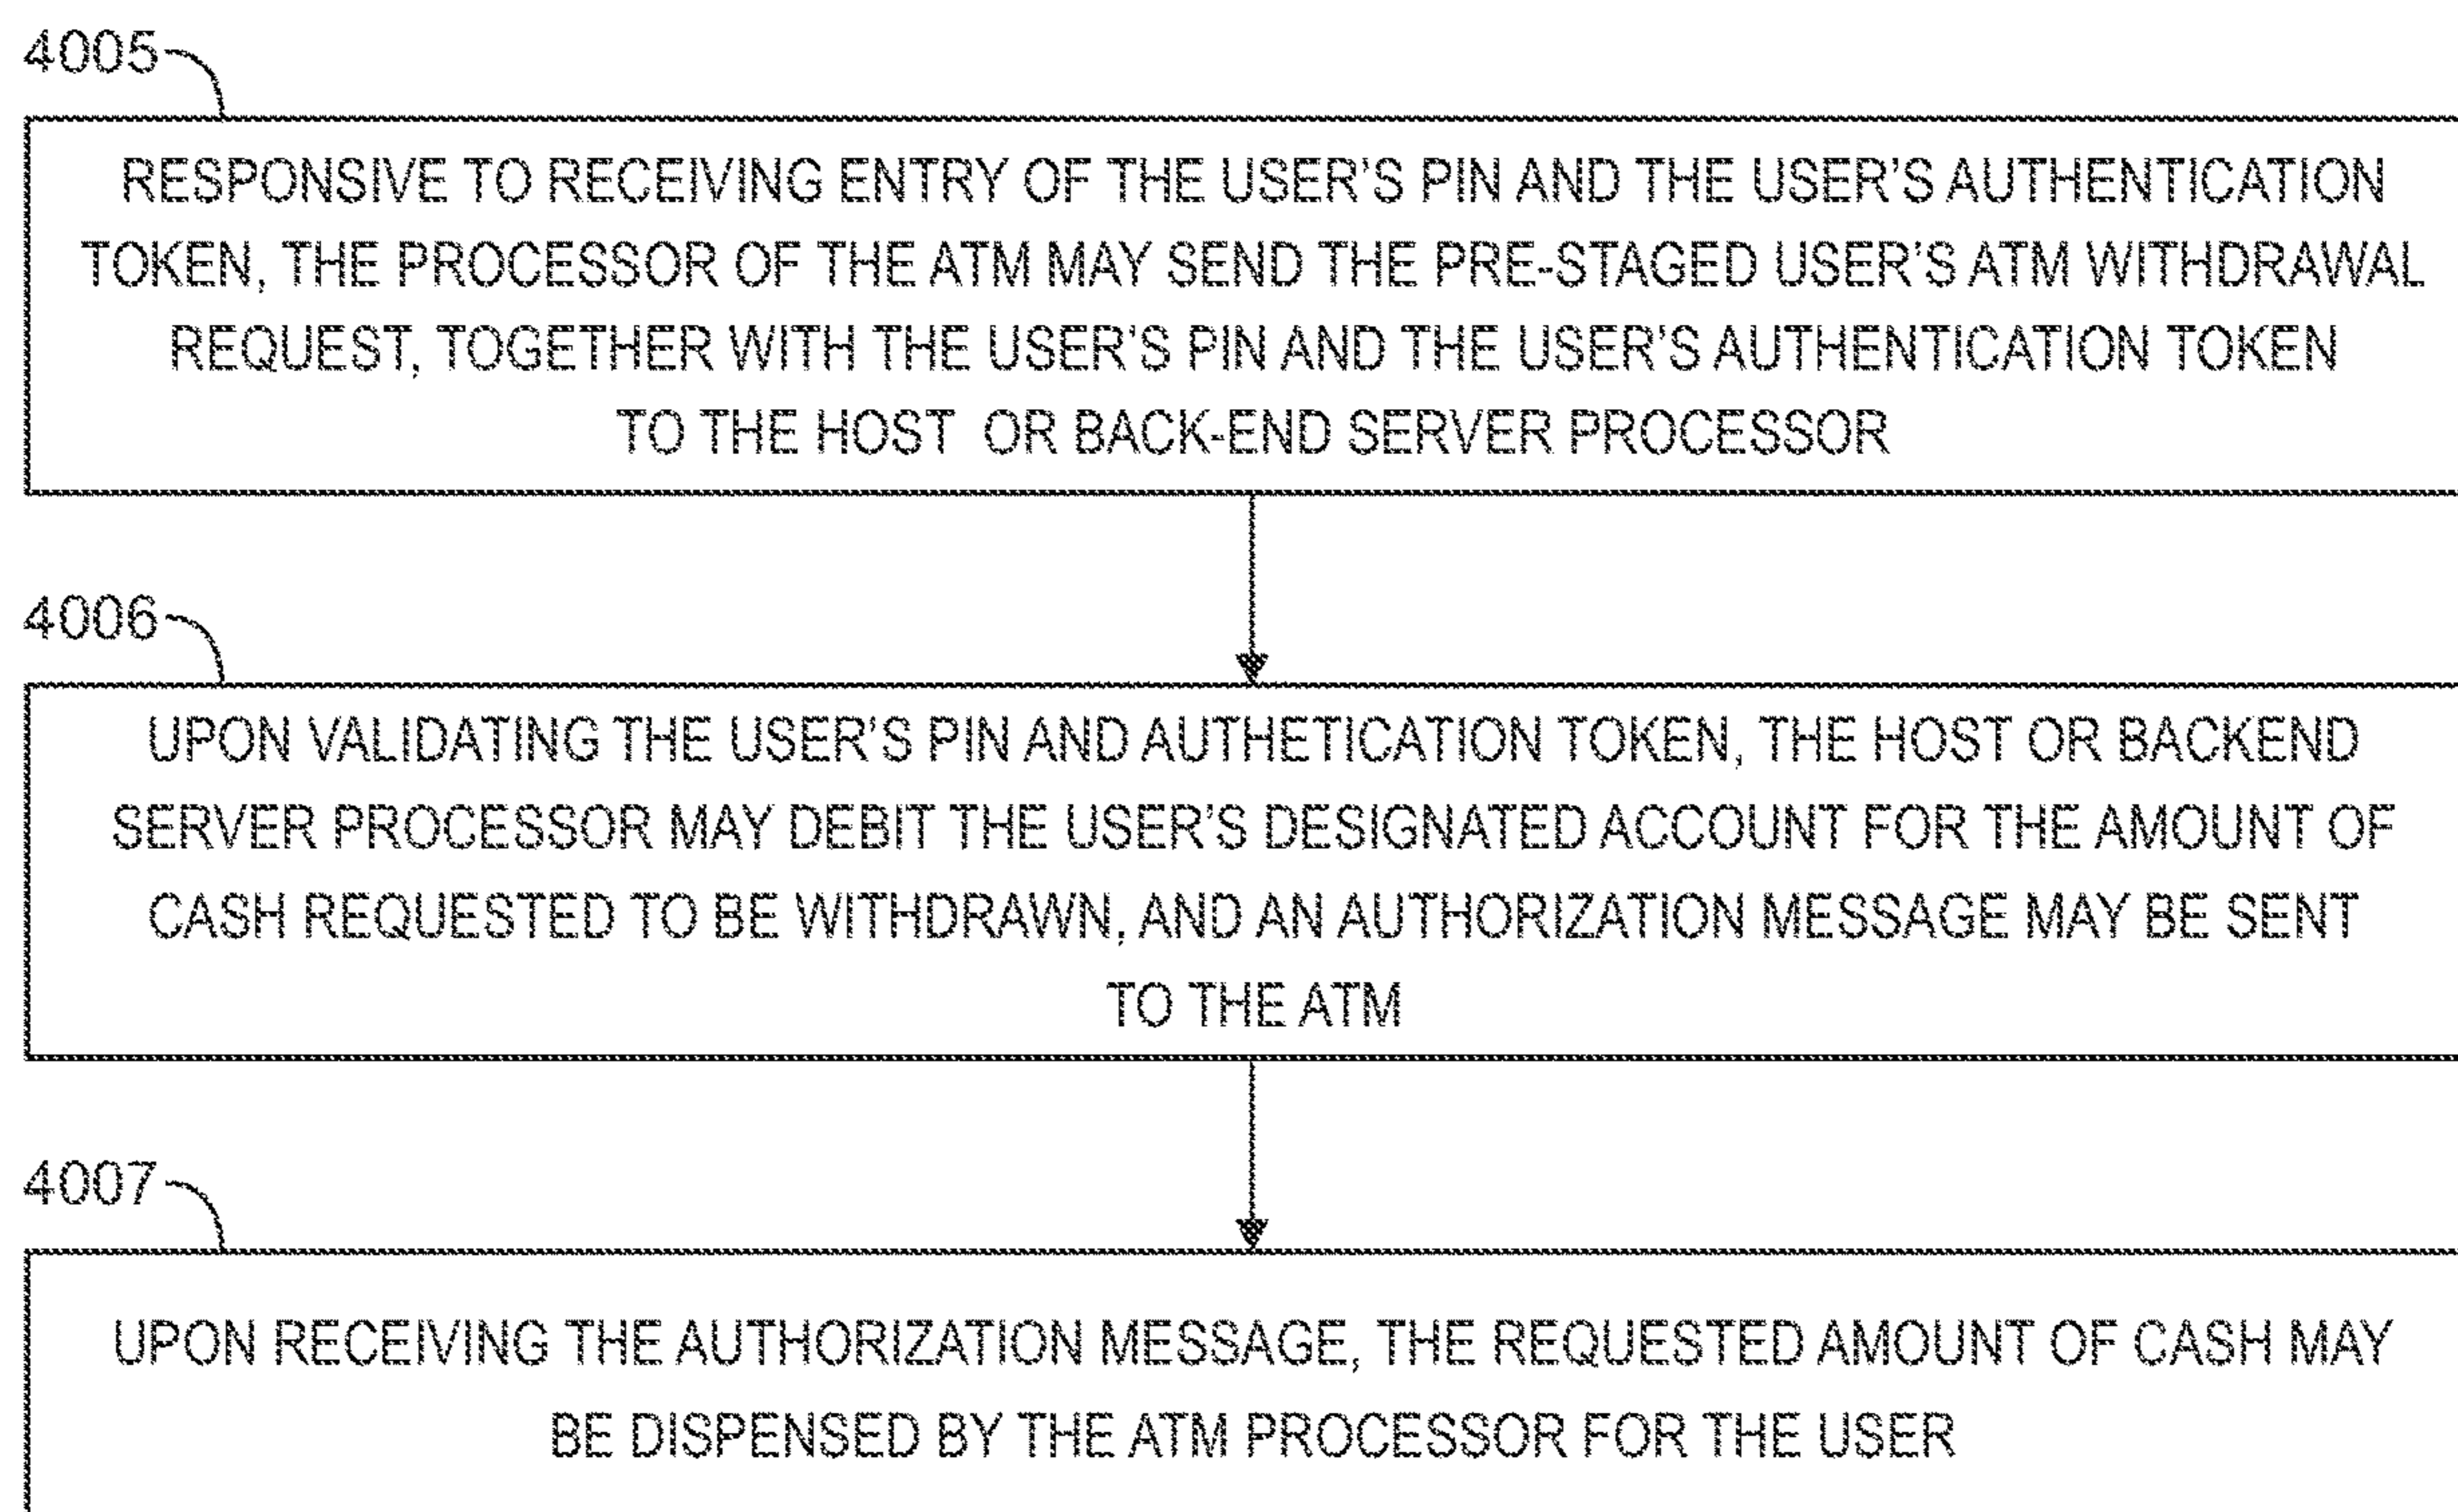 4005
RESPONSIVE TO RECEIVING ENTRY OF THE USER'S PIN AND THE USER'S AUTHENTICATION
TOKEN, THE PROCESSOR OF THE ATM MAY SEND THE PRE-STAGED USER'S ATM WITHDRAWAL
REQUEST, TOGETHER WITH THE USER'S PIN AND THE USER'S AUTHENTICATION TOKEN
TO THE HOST OR BACK-END SERVER PROCESSOR
4006
UPON VALIDATING THE USER'S PIN AND AUTHETICATION TOKEN, THE HOST OR BACKEND
SERVER PROCESSOR MAY DEBIT THE USER'S DESIGNATED ACCOUNT FOR THE AMOUNT OF
CASH REQUESTED TO BE WITHDRAWN, AND AN AUTHORIZATION MESSAGE MAY BE SENT
TO THE ATM
4007
UPON RECEIVING THE AUTHORIZATION MESSAGE, THE REQUESTED AMOUNT OF CASH MAY
BE DISPENSED BY THE ATM PROCESSOR FOR THE USER